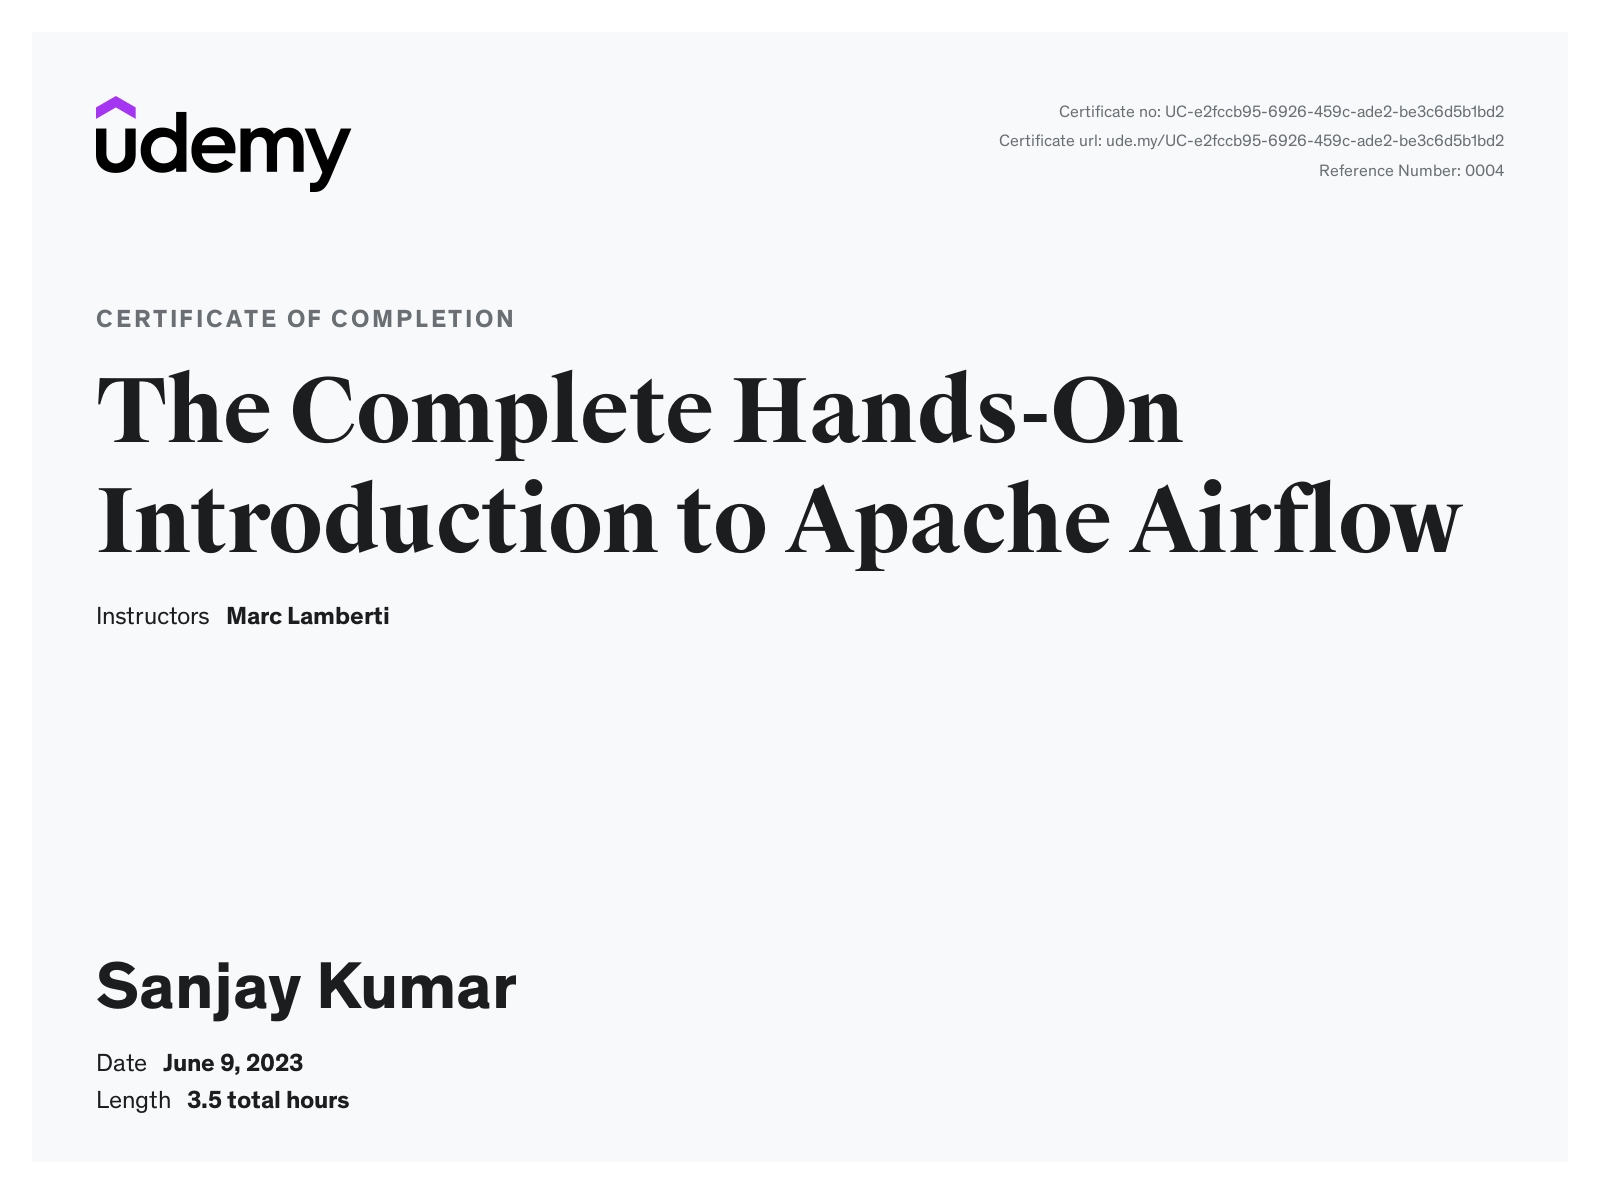 udemy
Certificate no: UC-e2fccb95-6926-459c-ade2-be3c6d5b1bd2
Certificate url: ude.my/UC-e2fccb95-6926-459c-ade2-be3c6d5b1bd2
Reference Number: 0004
CERTIFICATE OF COMPLETION
The Complete Hands-On
Introduction to Apache Airflow
Instructors Marc Lamberti
Sanjay Kumar
Date June 9, 2023
Length 3.5 total hours